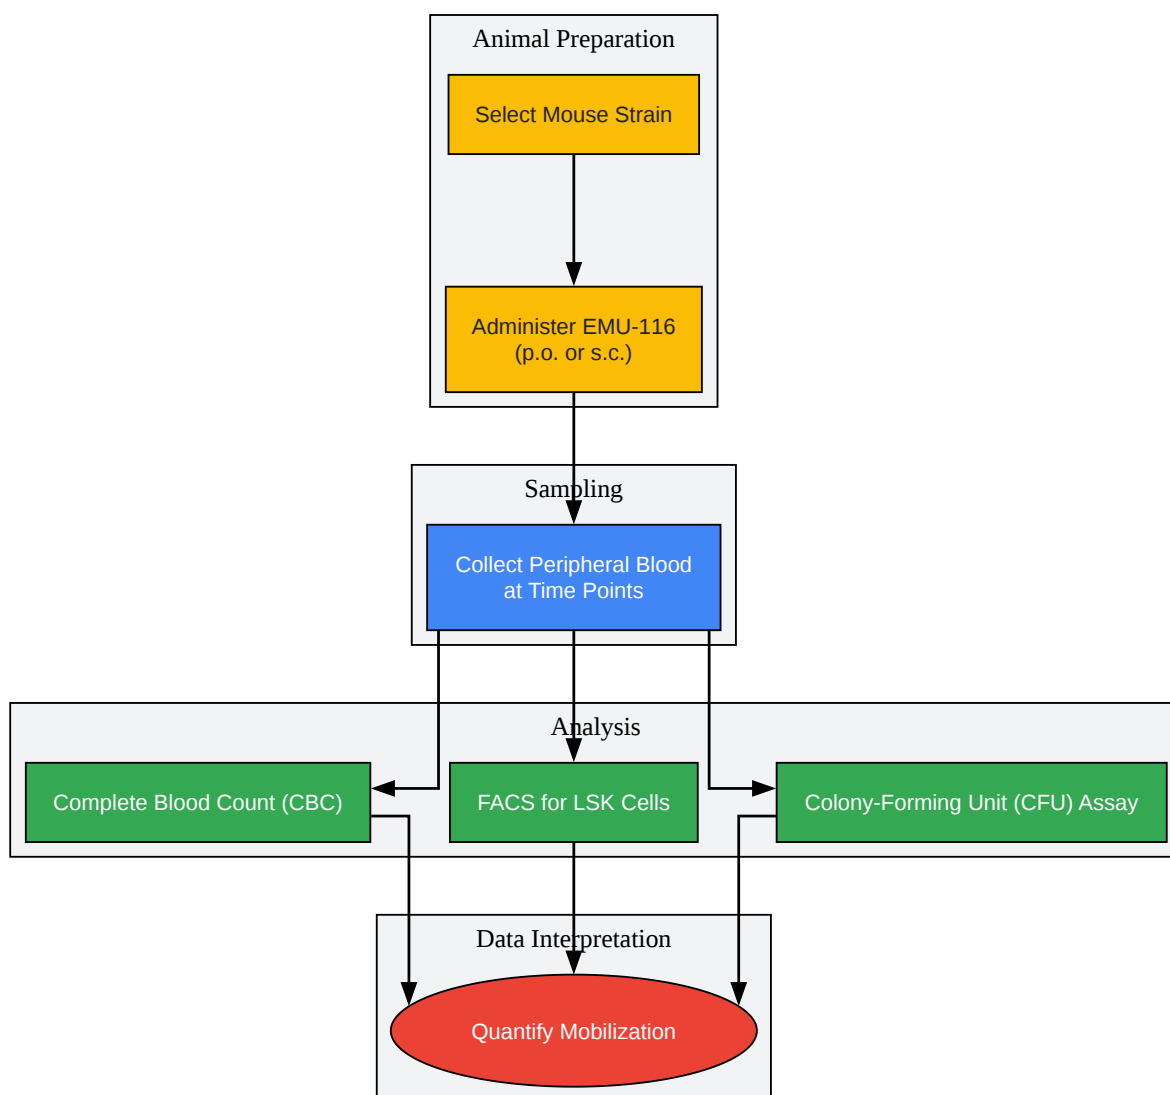 Animal Preparation
Select Mouse Strain
Administer EMU-116
(p.o. or s.c.)
Sampling
Collect Peripheral Blood
at Time Points
Analysis
Complete Blood Count (CBC)
FACS for LSK Cells
Colony-Forming Unit (CFU) Assay
Data Interpretation
Quantify Mobilization